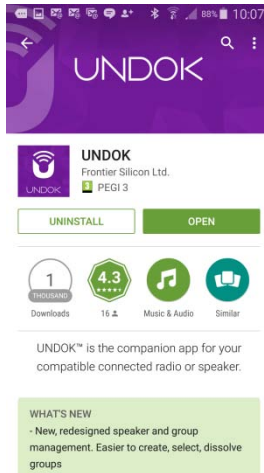 88% 10:07
UNDOK
UNDOK
UNDOK
Frontier Silicon Ltd.
3 PEGI 3
UNINSTALL
OPEN
1
THOUSAND
Downloads
4.3
16
Music & Audio
Similar
UNDOK™ is the companion app for your
compatible connected radio or speaker.
WHAT'S NEW
- New, redesigned speaker and group
management. Easier to create, select, dissolve
groups